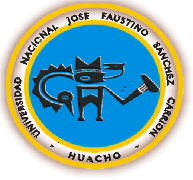 UNIVERSIDAD NACIONAL JOSE FAUSTINO SANCHEZ CARRION
- HUACHO -